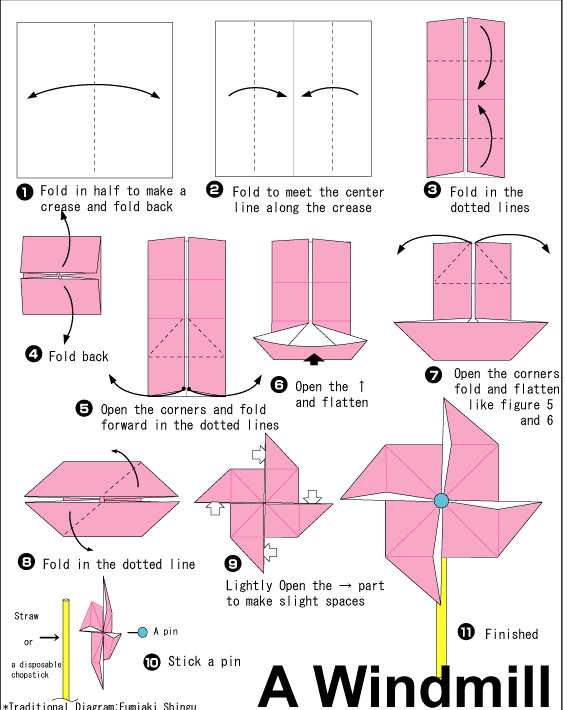 1 Fold in half to make a
crease and fold back
2 Fold to meet the center
line along the crease
3 Fold in the
dotted lines
4 Fold back
5 Open the corners and fold
forward in the dotted lines
6 Open the ↑
and flatten
7 Open the corners
fold and flatten
like figure 5
and 6
8 Fold in the dotted line
9
Lightly Open the → part
to make slight spaces
Straw
or
a disposable
chopstick
A pin
10 Stick a pin
11 Finished
A Windmill
*Traditional Diagram:Fumiaki Shingu